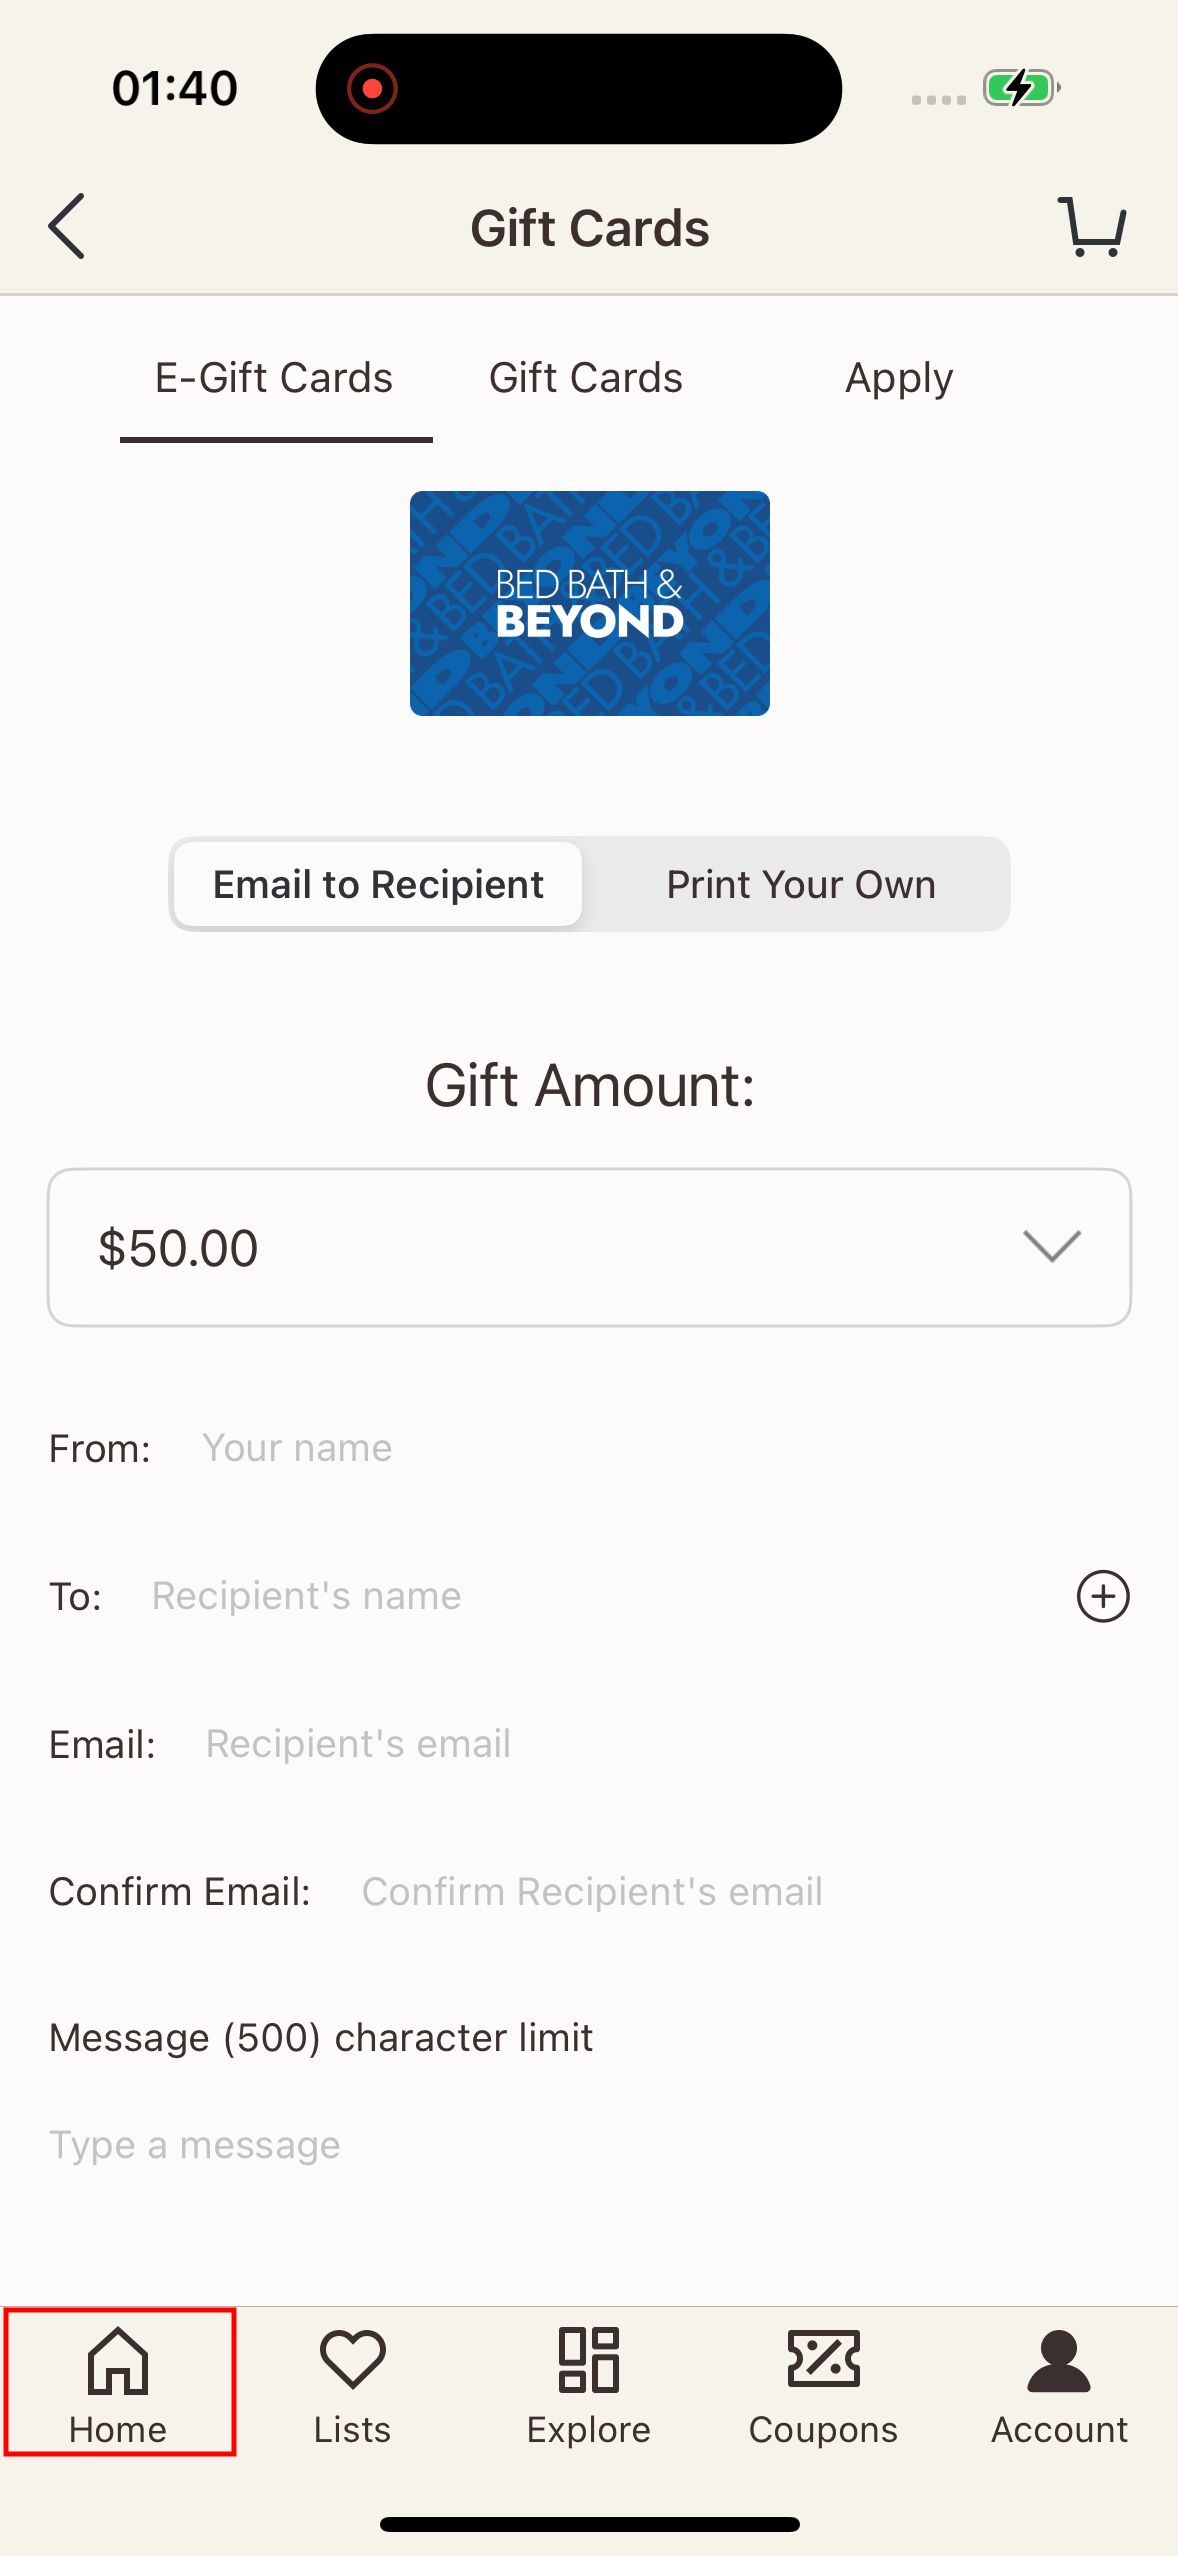 01:40
Gift Cards
E-Gift Cards Gift Cards Apply
BED BATH &
BEYOND
Email to Recipient Print Your Own
Gift Amount:
$50.00
From: Your name
To: Recipient's name
Email: Recipient's email
Confirm Email: Confirm Recipient's email
Message (500) character limit
Type a message
Home Lists Explore Coupons Account